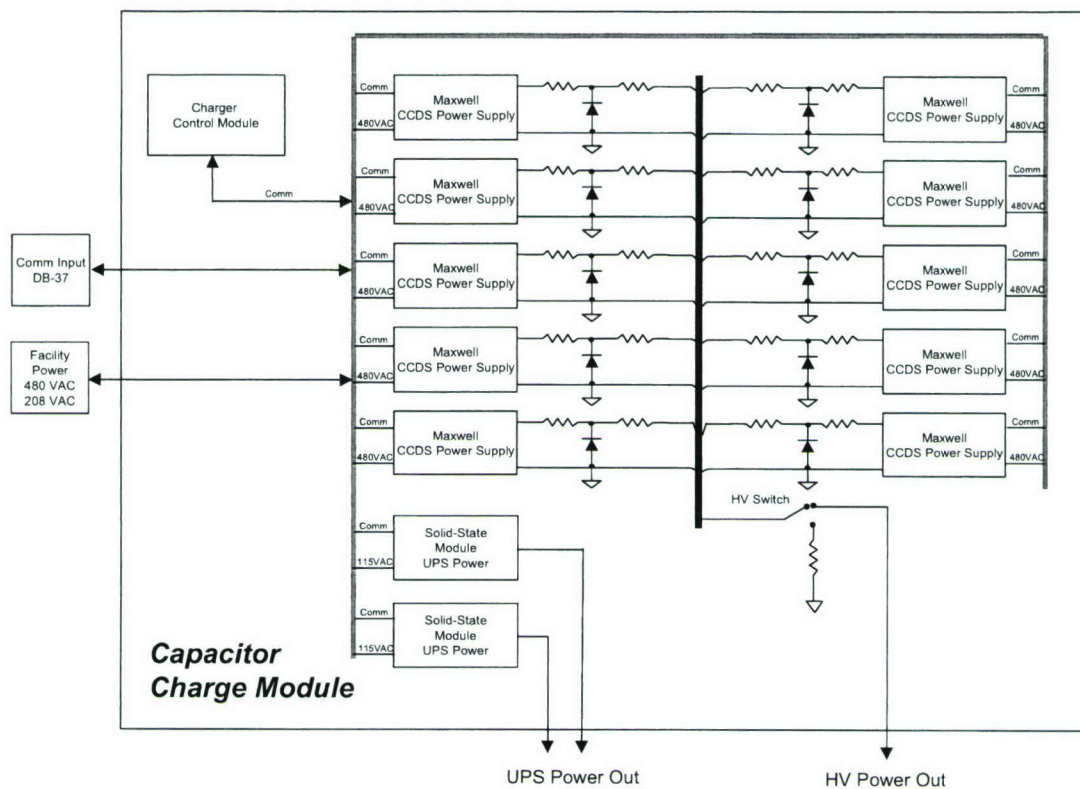 Charger
Control Module
Comm
Comm Input
DB-37
Facility
Power
480 VAC
208 VAC
Comm
480VAC
Maxwell
CCDS Power Supply
Maxwell
CCDS Power Supply
Comm
480VAC
Comm
480VAC
Maxwell
CCDS Power Supply
Maxwell
CCDS Power Supply
Comm
480VAC
Comm
480VAC
Maxwell
CCDS Power Supply
Maxwell
CCDS Power Supply
Comm
480VAC
Comm
480VAC
Maxwell
CCDS Power Supply
Maxwell
CCDS Power Supply
Comm
480VAC
Comm
480VAC
Maxwell
CCDS Power Supply
Maxwell
CCDS Power Supply
Comm
480VAC
HV Switch
Comm
115VAC
Solid-State
Module
UPS Power
Comm
115VAC
Solid-State
Module
UPS Power
Capacitor
Charge Module
UPS Power Out
HV Power Out